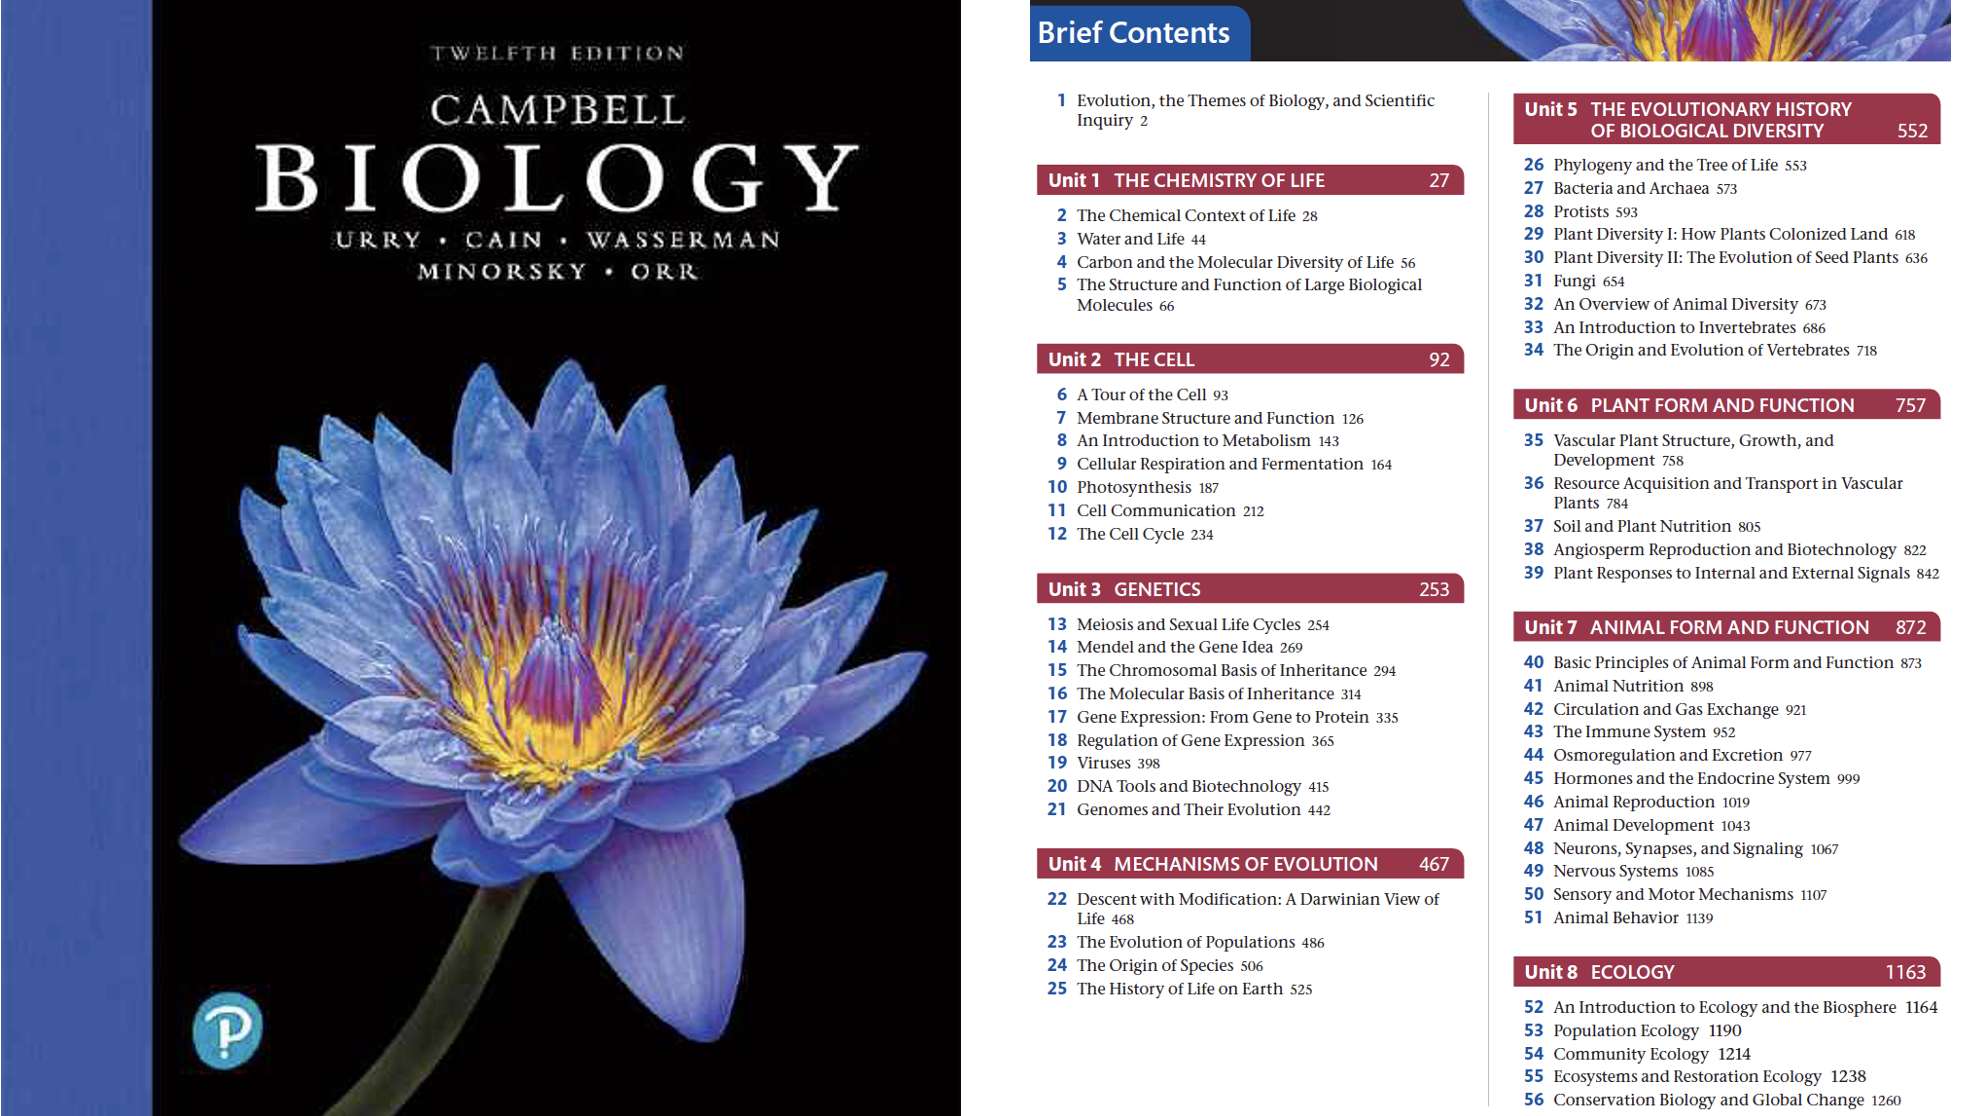 TWELFTH EDITION
CAMPBELL
BIOLOGY
URRY • CAIN • WASSERMAN
MINORSKY • ORR
P
Brief Contents
1 Evolution, the Themes of Biology, and Scientific
Inquiry 2
Unit 1 THE CHEMISTRY OF LIFE 27
2 The Chemical Context of Life 28
3 Water and Life 44
4 Carbon and the Molecular Diversity of Life 56
5 The Structure and Function of Large Biological
Molecules 66
Unit 2 THE CELL 92
6 A Tour of the Cell 93
7 Membrane Structure and Function 126
8 An Introduction to Metabolism 143
9 Cellular Respiration and Fermentation 164
10 Photosynthesis 187
11 Cell Communication 212
12 The Cell Cycle 234
Unit 3 GENETICS 253
13 Meiosis and Sexual Life Cycles 254
14 Mendel and the Gene Idea 269
15 The Chromosomal Basis of Inheritance 294
16 The Molecular Basis of Inheritance 314
17 Gene Expression: From Gene to Protein 335
18 Regulation of Gene Expression 365
19 Viruses 398
20 DNA Tools and Biotechnology 415
21 Genomes and Their Evolution 442
Unit 4 MECHANISMS OF EVOLUTION 467
22 Descent with Modification: A Darwinian View of
Life 468
23 The Evolution of Populations 486
24 The Origin of Species 506
25 The History of Life on Earth 525
Unit 5 THE EVOLUTIONARY HISTORY
OF BIOLOGICAL DIVERSITY 552
26 Phylogeny and the Tree of Life 553
27 Bacteria and Archaea 573
28 Protists 593
29 Plant Diversity I: How Plants Colonized Land 618
30 Plant Diversity II: The Evolution of Seed Plants 636
31 Fungi 654
32 An Overview of Animal Diversity 673
33 An Introduction to Invertebrates 686
34 The Origin and Evolution of Vertebrates 718
Unit 6 PLANT FORM AND FUNCTION 757
35 Vascular Plant Structure, Growth, and
Development 758
36 Resource Acquisition and Transport in Vascular
Plants 784
37 Soil and Plant Nutrition 805
38 Angiosperm Reproduction and Biotechnology 822
39 Plant Responses to Internal and External Signals 842
Unit 7 ANIMAL FORM AND FUNCTION 872
40 Basic Principles of Animal Form and Function 873
41 Animal Nutrition 898
42 Circulation and Gas Exchange 921
43 The Immune System 952
44 Osmoregulation and Excretion 977
45 Hormones and the Endocrine System 999
46 Animal Reproduction 1019
47 Animal Development 1043
48 Neurons, Synapses, and Signaling 1067
49 Nervous Systems 1085
50 Sensory and Motor Mechanisms 1107
51 Animal Behavior 1139
Unit 8 ECOLOGY 1163
52 An Introduction to Ecology and the Biosphere 1164
53 Population Ecology 1190
54 Community Ecology 1214
55 Ecosystems and Restoration Ecology 1238
56 Conservation Biology and Global Change 1260